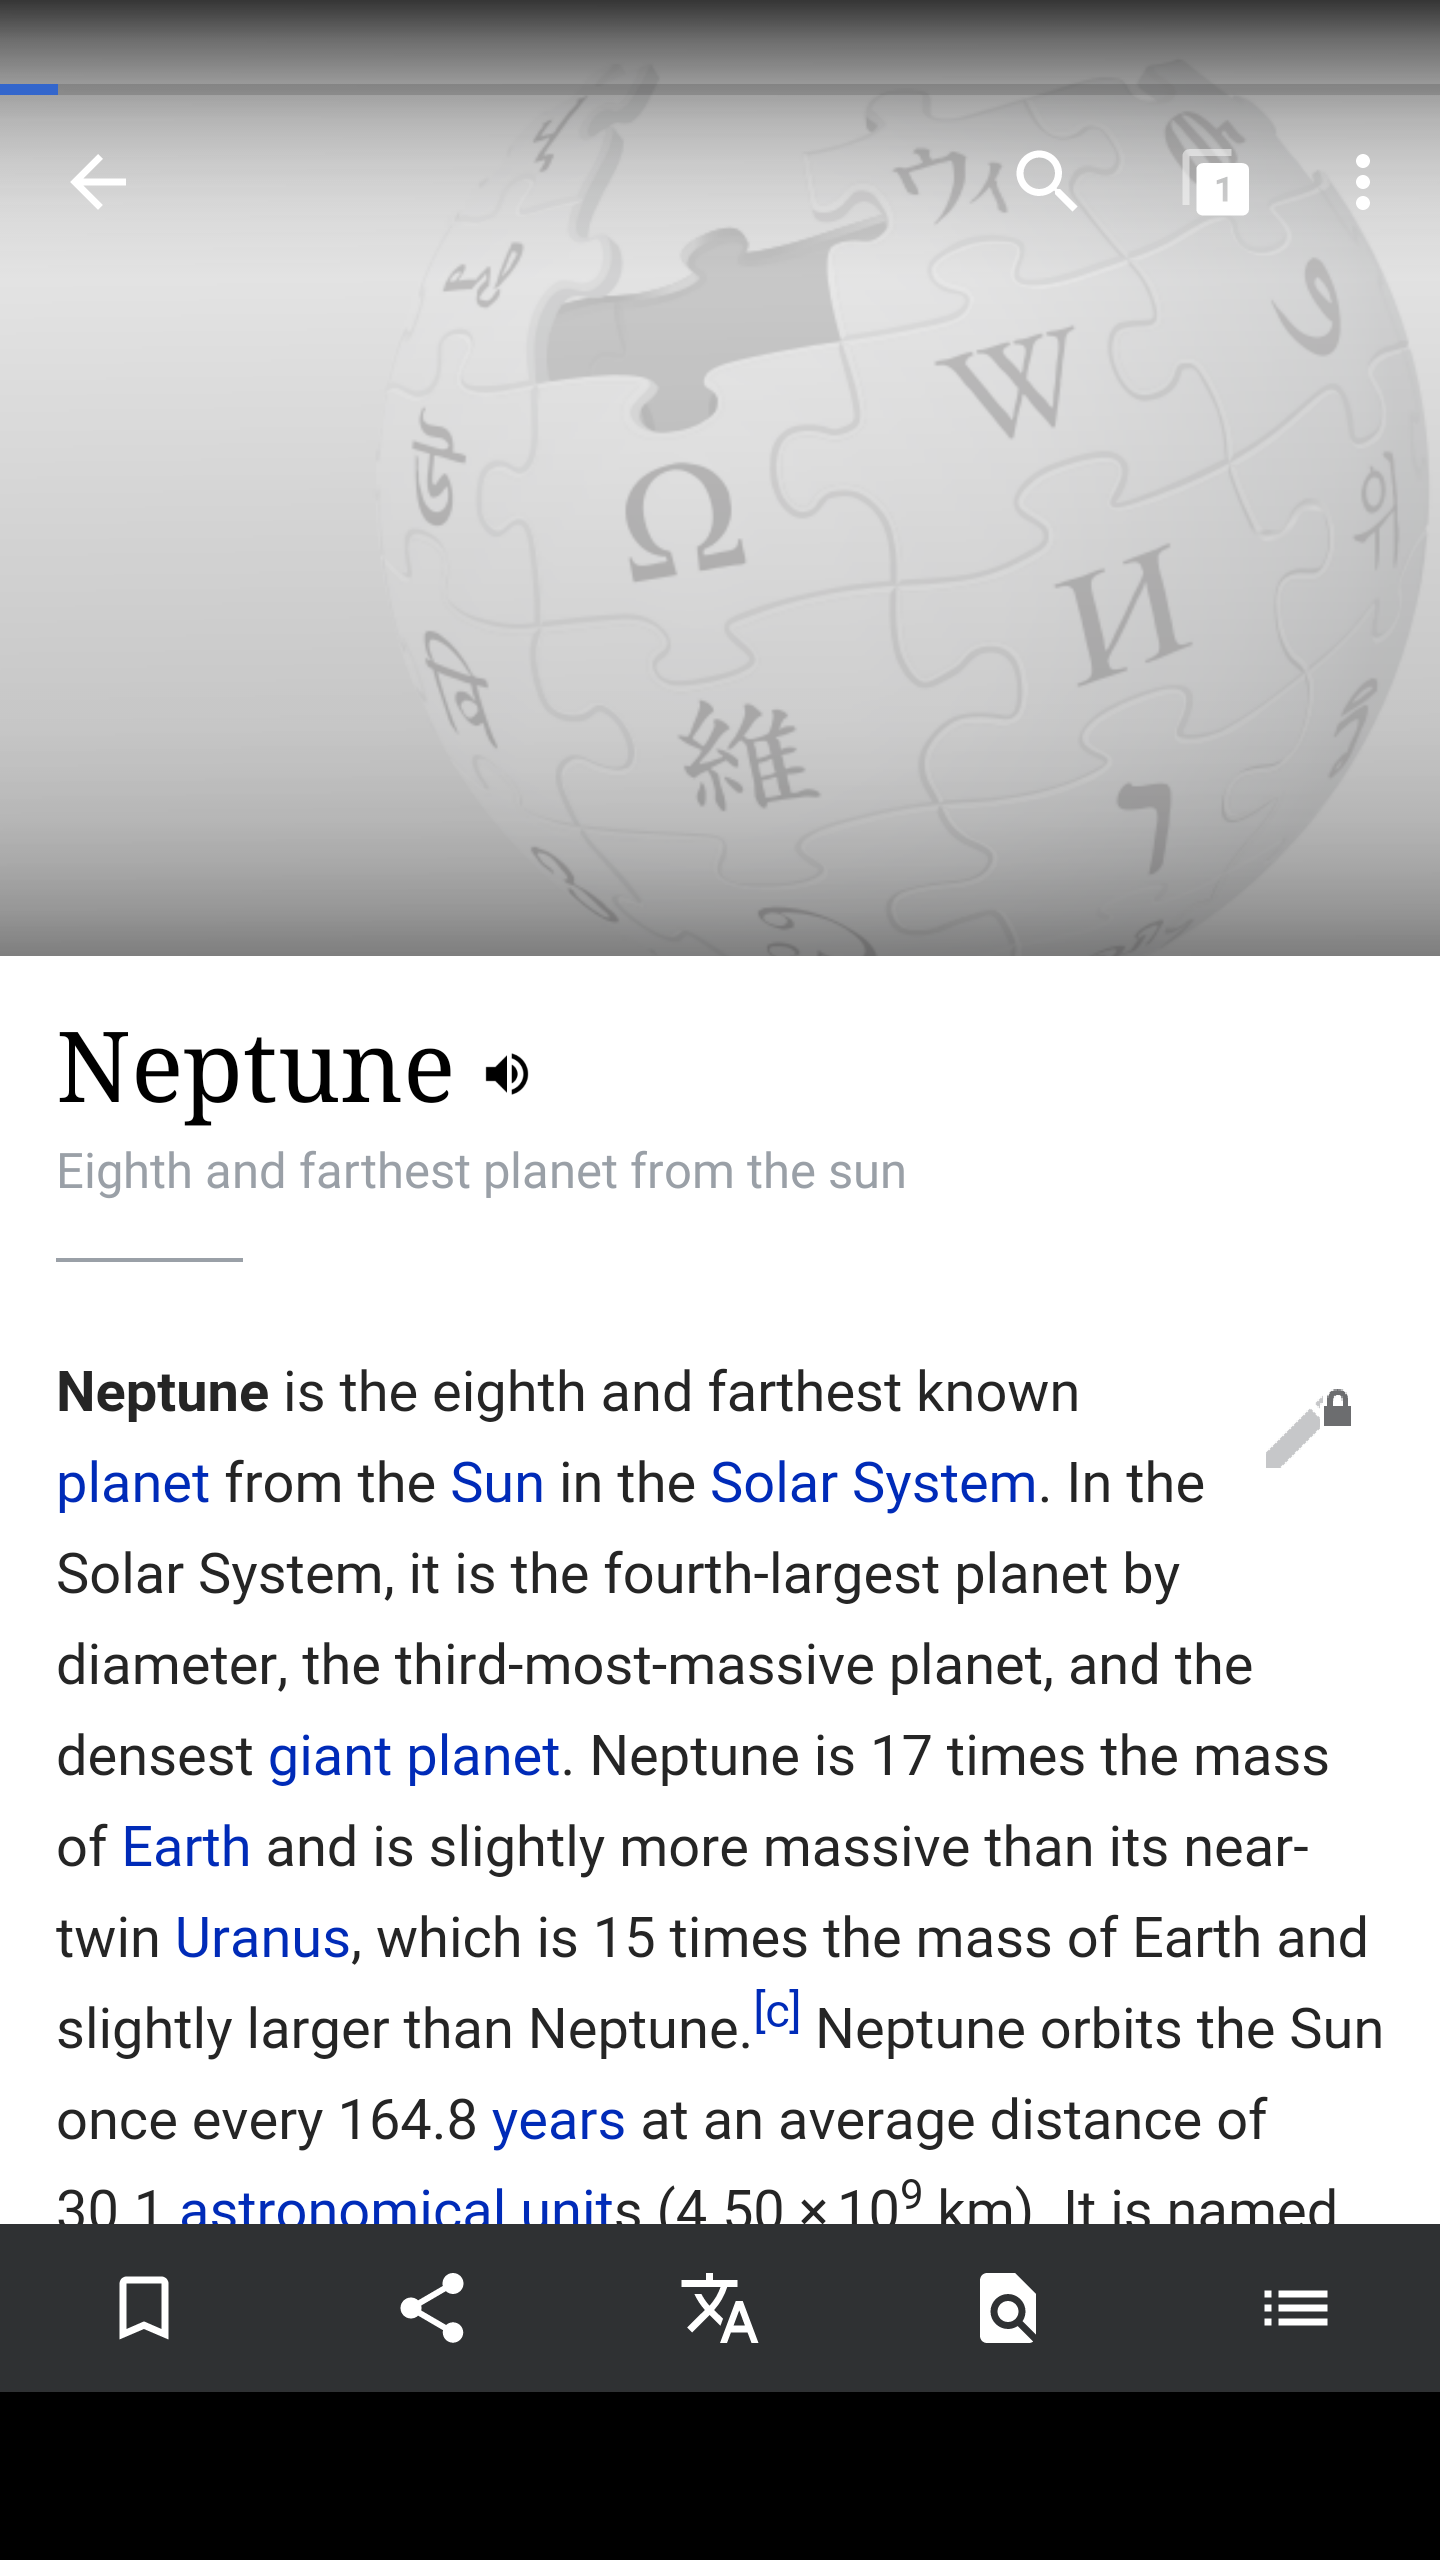 ウィ
1
W
Ω
И
維
7
Neptune
Eighth and farthest planet from the sun
Neptune is the eighth and farthest known
planet from the Sun in the Solar System. In the
Solar System, it is the fourth-largest planet by
diameter, the third-most-massive planet, and the
densest giant planet. Neptune is 17 times the mass
of Earth and is slightly more massive than its near-
twin Uranus, which is 15 times the mass of Earth and
slightly larger than Neptune.[c] Neptune orbits the Sun
once every 164.8 years at an average distance of
30.1 astronomical units (4.50 × 10⁹ km). It is named